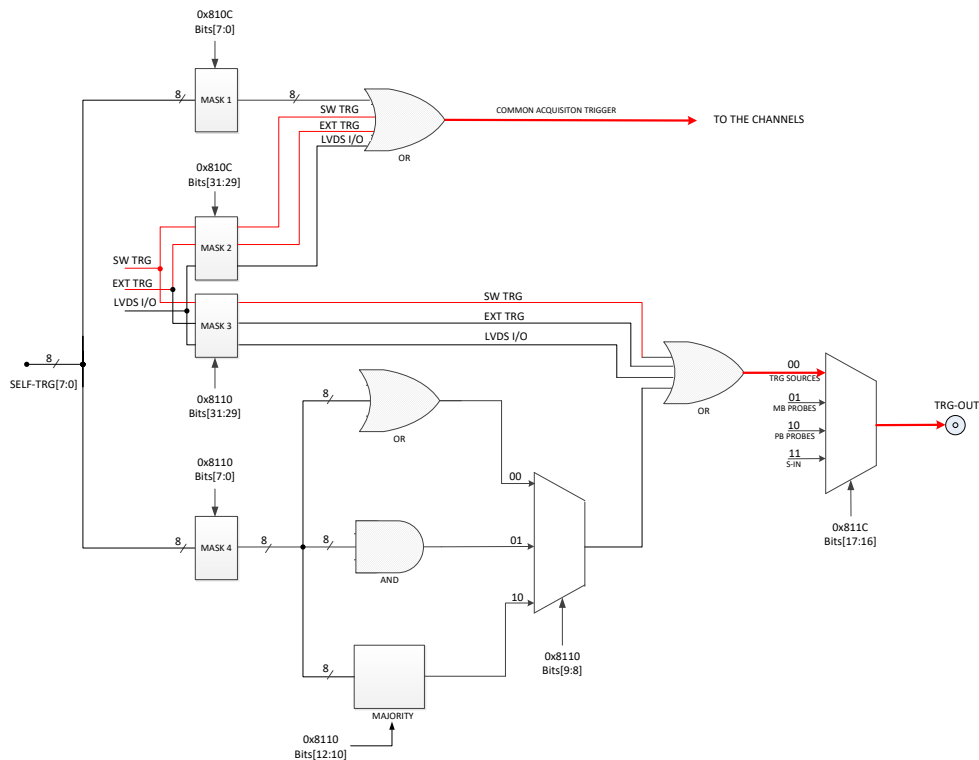 0x810C
Bits[7:0]
8
MASK 1
8
SW TRG
EXT TRG
LVDS I/O
OR
COMMON ACQUISITON TRIGGER
TO THE CHANNELS
0x810C
Bits[31:29]
MASK 2
SW TRG
EXT TRG
LVDS I/O
MASK 3
SW TRG
EXT TRG
LVDS I/O
8
SELF-TRG[7:0]
0x8110
Bits[31:29]
OR
00
TRG SOURCES
01
MB PROBES
10
PB PROBES
11
S-IN
TRG-OUT
0x811C
Bits[17:16]
8
OR
00
0x8110
Bits[7:0]
8
MASK 4
8
8
AND
01
10
0x8110
Bits[9:8]
8
MAJORITY
0x8110
Bits[12:10]